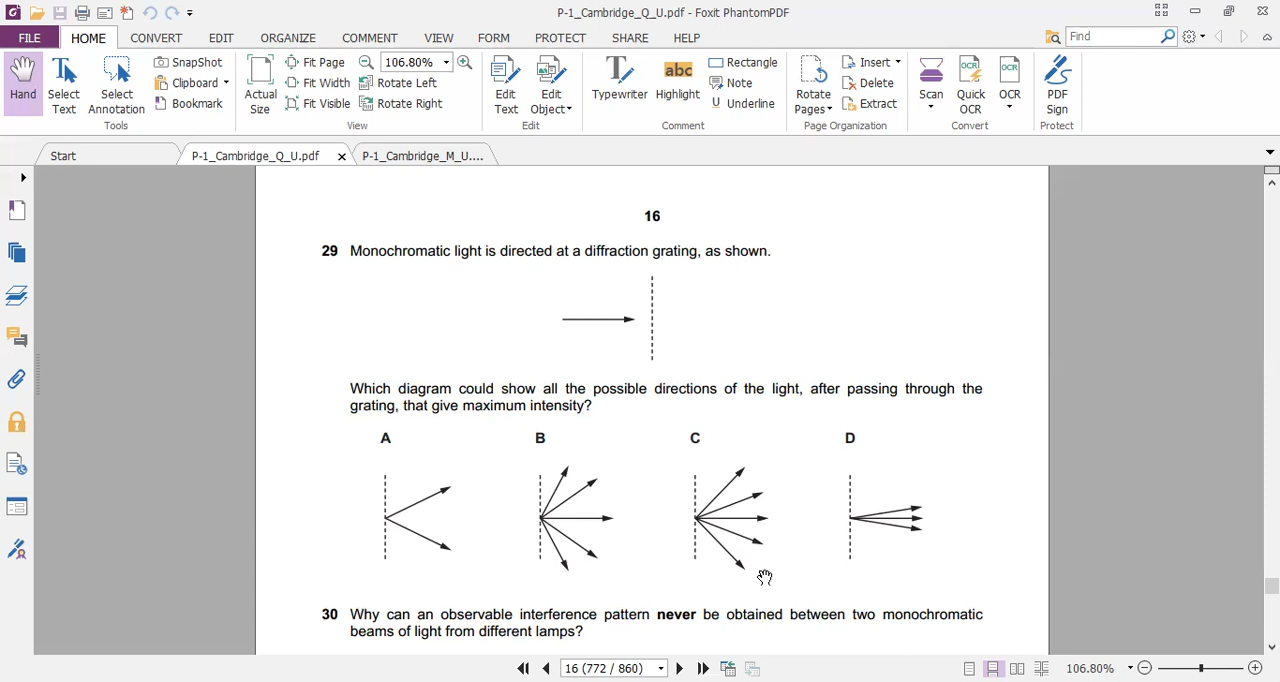 P-1_Cambridge_Q_U.pdf - Foxit PhantomPDF
FILE HOME CONVERT EDIT ORGANIZE COMMENT VIEW FORM PROTECT SHARE HELP Find
Hand
Select Text
Select Annotation
SnapShot
Clipboard
Bookmark
Tools
Actual Size
Fit Page
Fit Width
Fit Visible
106.80%
Rotate Left
Rotate Right
View
Edit Text
Edit Object
Edit
Typewriter
abc
Highlight
Rectangle
Note
Underline
Comment
Rotate Pages
Insert
Delete
Extract
Page Organization
Scan
OCR
Quick OCR
OCR
OCR
Convert
PDF Sign
Protect
Start P-1_Cambridge_Q_U.pdf P-1_Cambridge_M_U....
16
29 Monochromatic light is directed at a diffraction grating, as shown.
Which diagram could show all the possible directions of the light, after passing through the
grating, that give maximum intensity?
A B C D
30 Why can an observable interference pattern never be obtained between two monochromatic
beams of light from different lamps?
16 (772 / 860) 106.80%